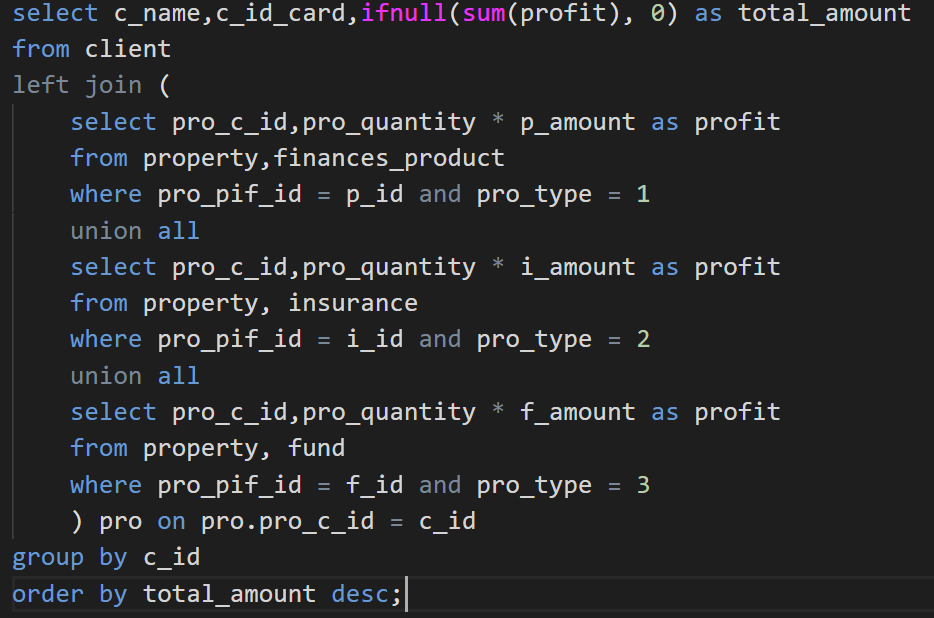 select c_name,c_id_card,ifnull(sum(profit), 0) as total_amount
from client
left join (
    select pro_c_id,pro_quantity * p_amount as profit
    from property,finances_product
    where pro_pif_id = p_id and pro_type = 1
    union all
    select pro_c_id,pro_quantity * i_amount as profit
    from property, insurance
    where pro_pif_id = i_id and pro_type = 2
    union all
    select pro_c_id,pro_quantity * f_amount as profit
    from property, fund
    where pro_pif_id = f_id and pro_type = 3
    ) pro on pro.pro_c_id = c_id
group by c_id
order by total_amount desc;